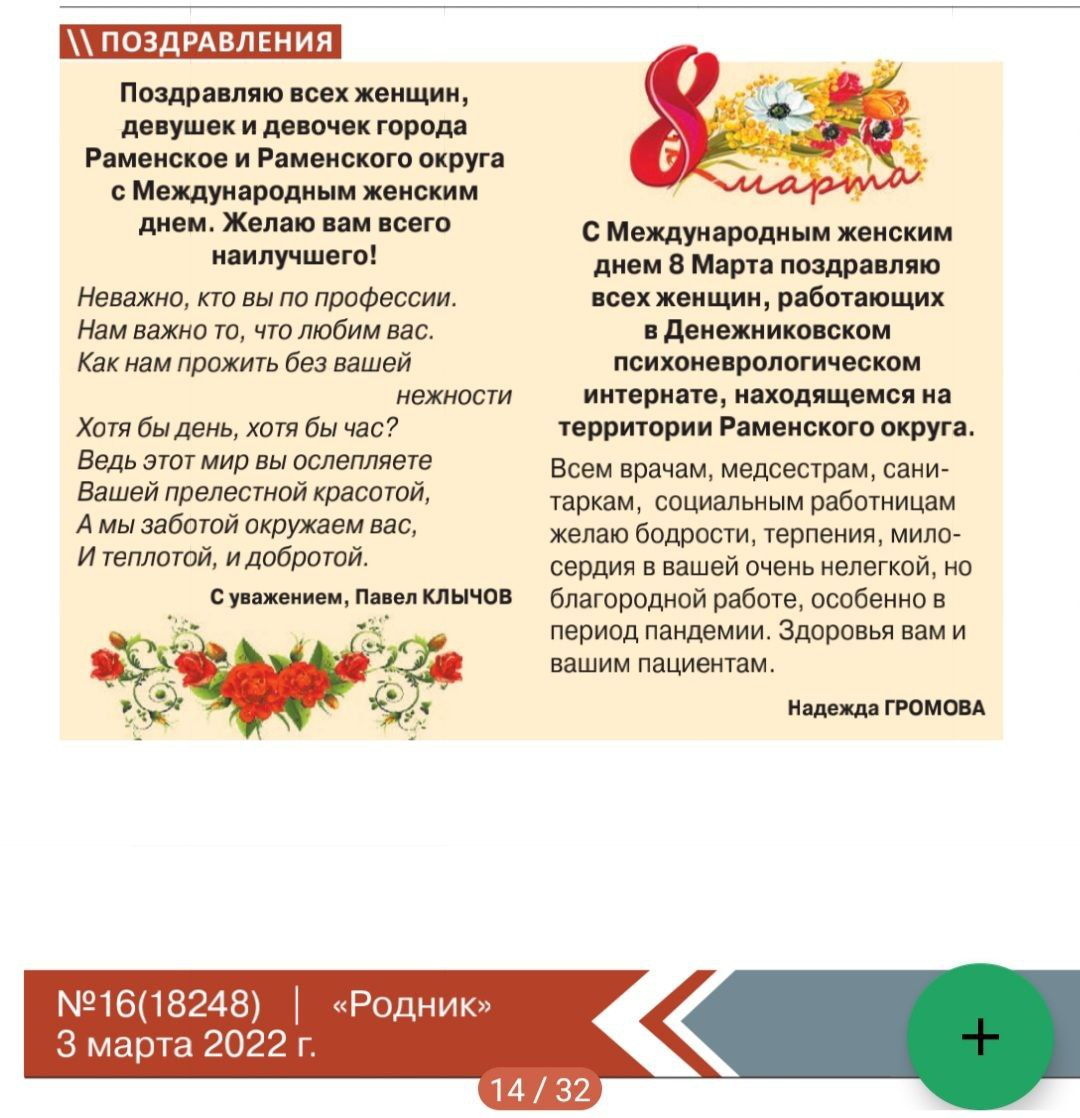 \\ ПОЗДРАВЛЕНИЯ
Поздравляю всех женщин,
девушек и девочек города
Раменское и Раменского округа
с Международным женским
днем. Желаю вам всего
наилучшего!
Неважно, кто вы по профессии.
Нам важно то, что любим вас.
Как нам прожить без вашей
нежности
Хотя бы день, хотя бы час?
Ведь этот мир вы ослепляете
Вашей прелестной красотой,
А мы заботой окружаем вас,
И теплотой, и добротой.
С уважением, Павел КЛЫЧОВ
8
марта
С Международным женским
днем 8 Марта поздравляю
всех женщин, работающих
в Денежниковском
психоневрологическом
интернате, находящемся на
территории Раменского округа.
Всем врачам, медсестрам, сани-
таркам, социальным работницам
желаю бодрости, терпения, мило-
сердия в вашей очень нелегкой, но
благородной работе, особенно в
период пандемии. Здоровья вам и
вашим пациентам.
Надежда ГРОМОВА
№16(18248) | «Родник»
3 марта 2022 г.
14 / 32
+